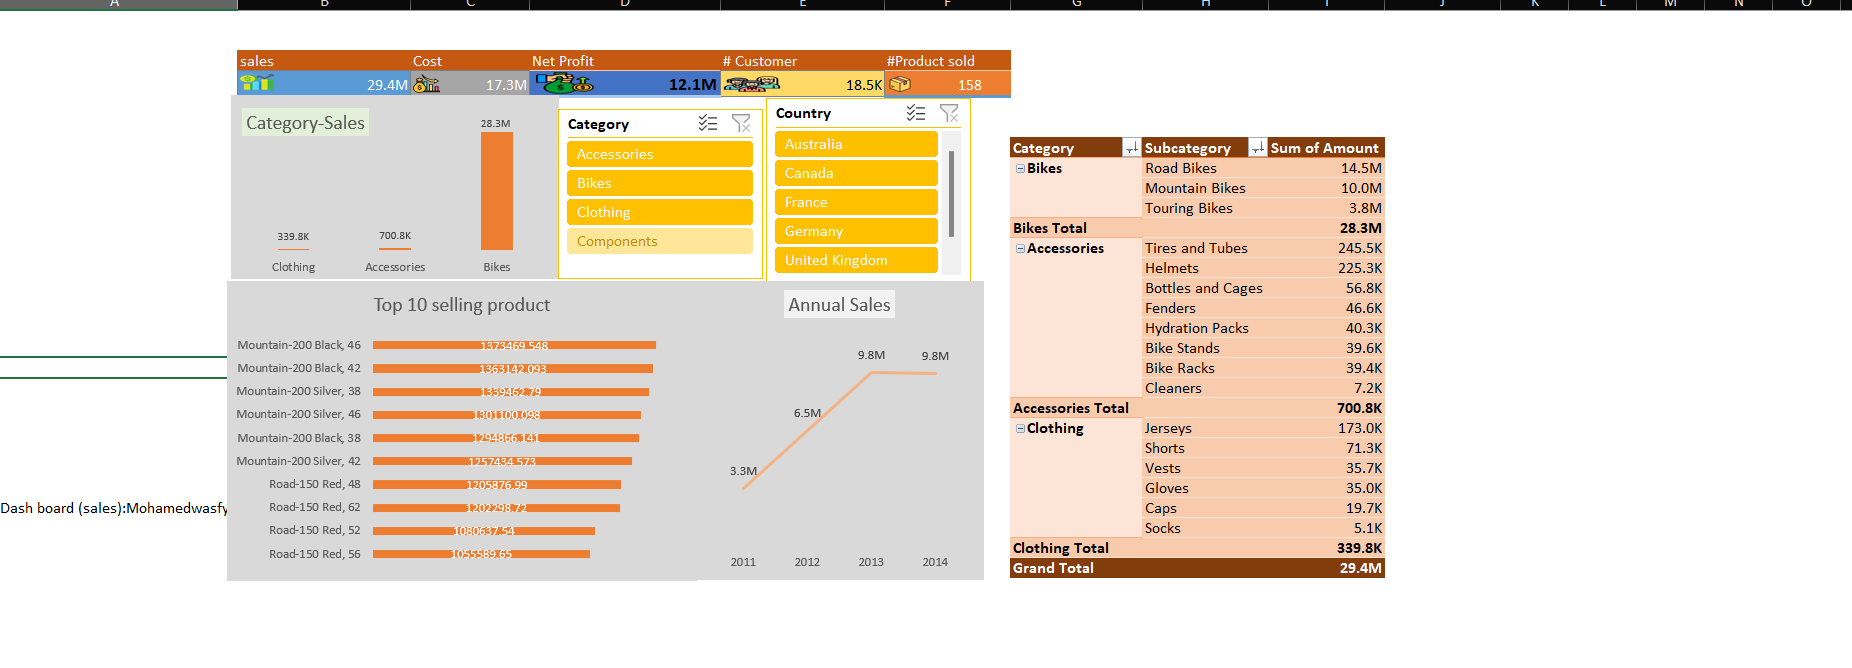 A B C D E F G H I J K L M N O
sales Cost Net Profit # Customer #Product sold
29.4M 17.3M 12.1M 18.5K 158
Category-Sales
28.3M
339.8K 700.8K
Clothing Accessories Bikes
Category
Accessories
Bikes
Clothing
Components
Country
Australia
Canada
France
Germany
United Kingdom
Top 10 selling product
Mountain-200 Black, 46 1373469.548
Mountain-200 Black, 42 1363142.093
Mountain-200 Silver, 38 1339462.79
Mountain-200 Silver, 46 1301100.098
Mountain-200 Black, 38 1294866.141
Mountain-200 Silver, 42 1257434.573
Road-150 Red, 48 1205876.99
Road-150 Red, 62 1202298.72
Road-150 Red, 52 1080637.54
Road-150 Red, 56 1055589.65
Dash board (sales):Mohamedwasfy
Annual Sales
9.8M 9.8M
6.5M
3.3M
2011 2012 2013 2014
Category Subcategory Sum of Amount
Bikes Road Bikes 14.5M
Mountain Bikes 10.0M
Touring Bikes 3.8M
Bikes Total 28.3M
Accessories Tires and Tubes 245.5K
Helmets 225.3K
Bottles and Cages 56.8K
Fenders 46.6K
Hydration Packs 40.3K
Bike Stands 39.6K
Bike Racks 39.4K
Cleaners 7.2K
Accessories Total 700.8K
Clothing Jerseys 173.0K
Shorts 71.3K
Vests 35.7K
Gloves 35.0K
Caps 19.7K
Socks 5.1K
Clothing Total 339.8K
Grand Total 29.4M